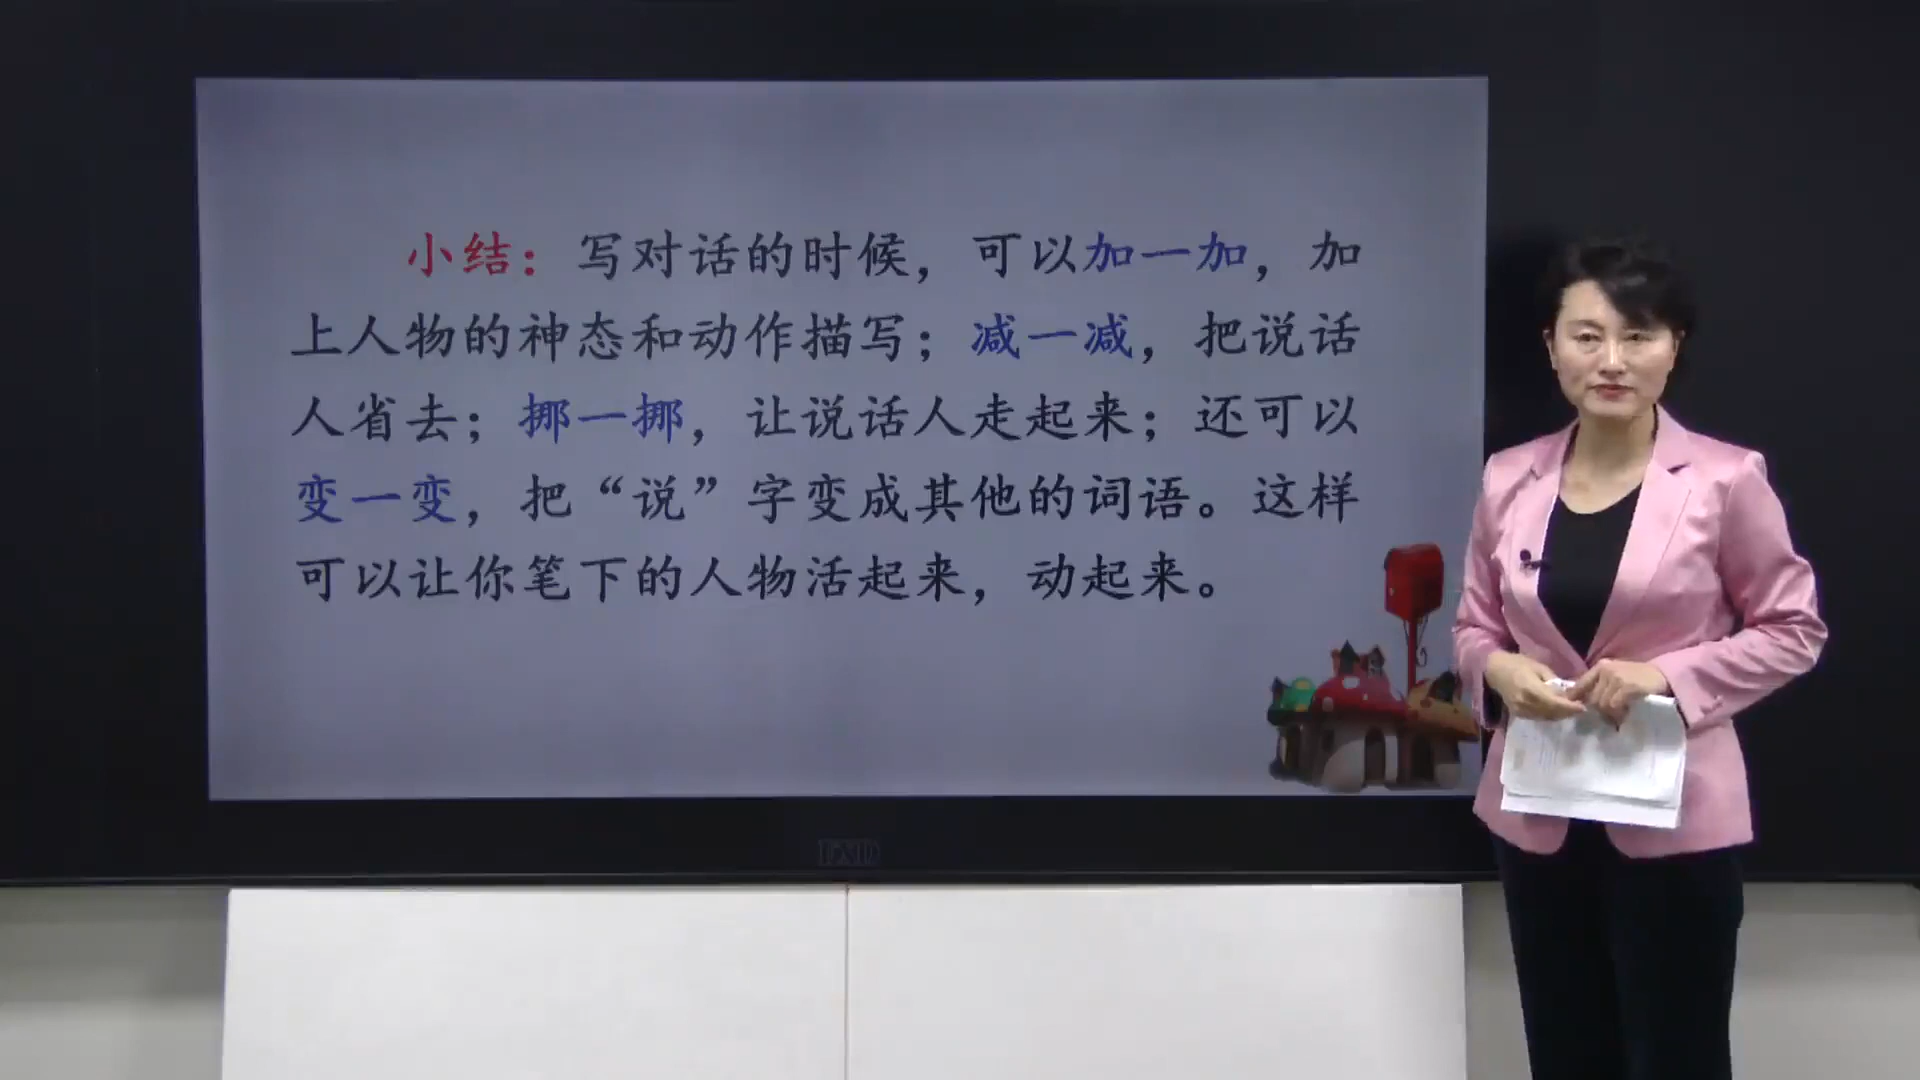 小结：写对话的时候，可以加一加，加
上人物的神态和动作描写；减一减，把说话
人省去；挪一挪，让说话人走起来；还可以
变一变，把“说”字变成其他的词语。这样
可以让你笔下的人物活起来，动起来。